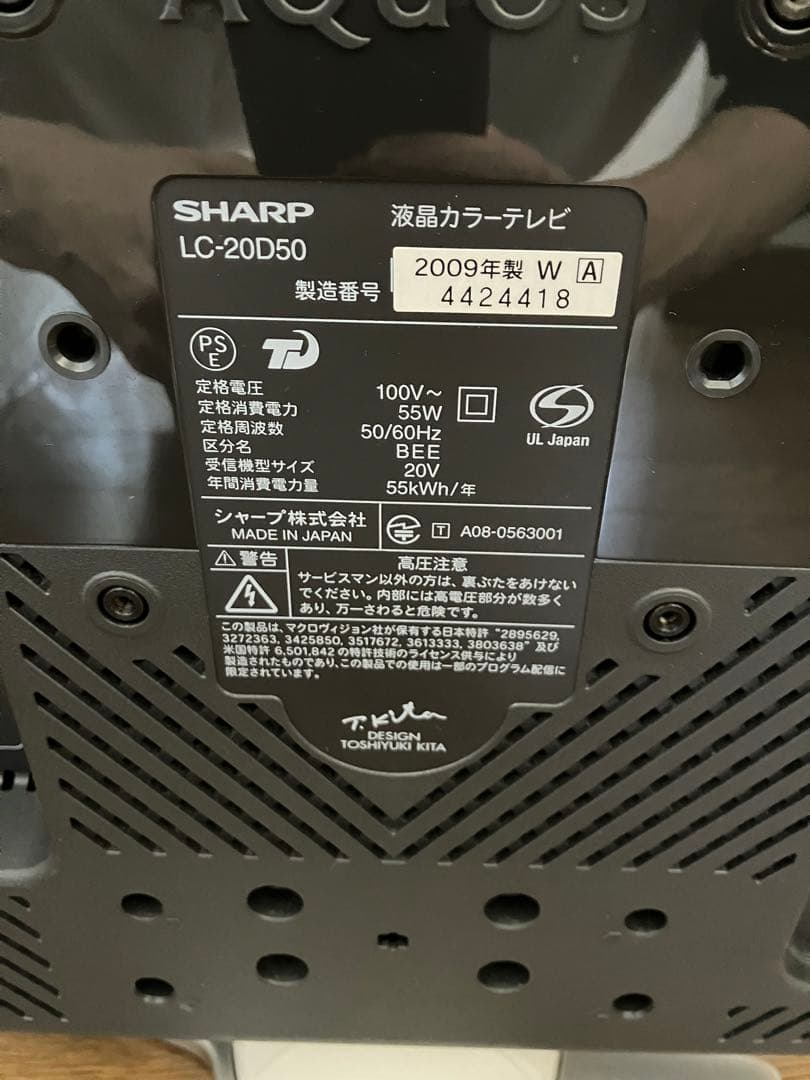 AQUOS
SHARP
液晶カラーテレビ
LC-20D50
製造番号
2009年製 W A
4424418
PS
E
TD
定格電圧 100V～
定格消費電力 55W
定格周波数 50/60Hz
区分名 BEE
受信機型サイズ 20V
年間消費電力量 55kWh/年
UL Japan
シャープ株式会社
MADE IN JAPAN
T A08-0563001
警告
高圧注意
サービスマン以外の方は、裏ぶたをあけない
でください。内部には高電圧部分が数多く
あり、万一さわると危険です。
この製品は、マクロヴィジョン社が保有する日本特許 "2895629,
3272363, 3425850, 3517672, 3613333, 3803638" 及び
米国特許 6,501,842 の特許技術のライセンス供与により
製造されたものであり、この製品での使用は一部のプログラム配信に
限定されています。
T. Kita
DESIGN
TOSHIYUKI KITA